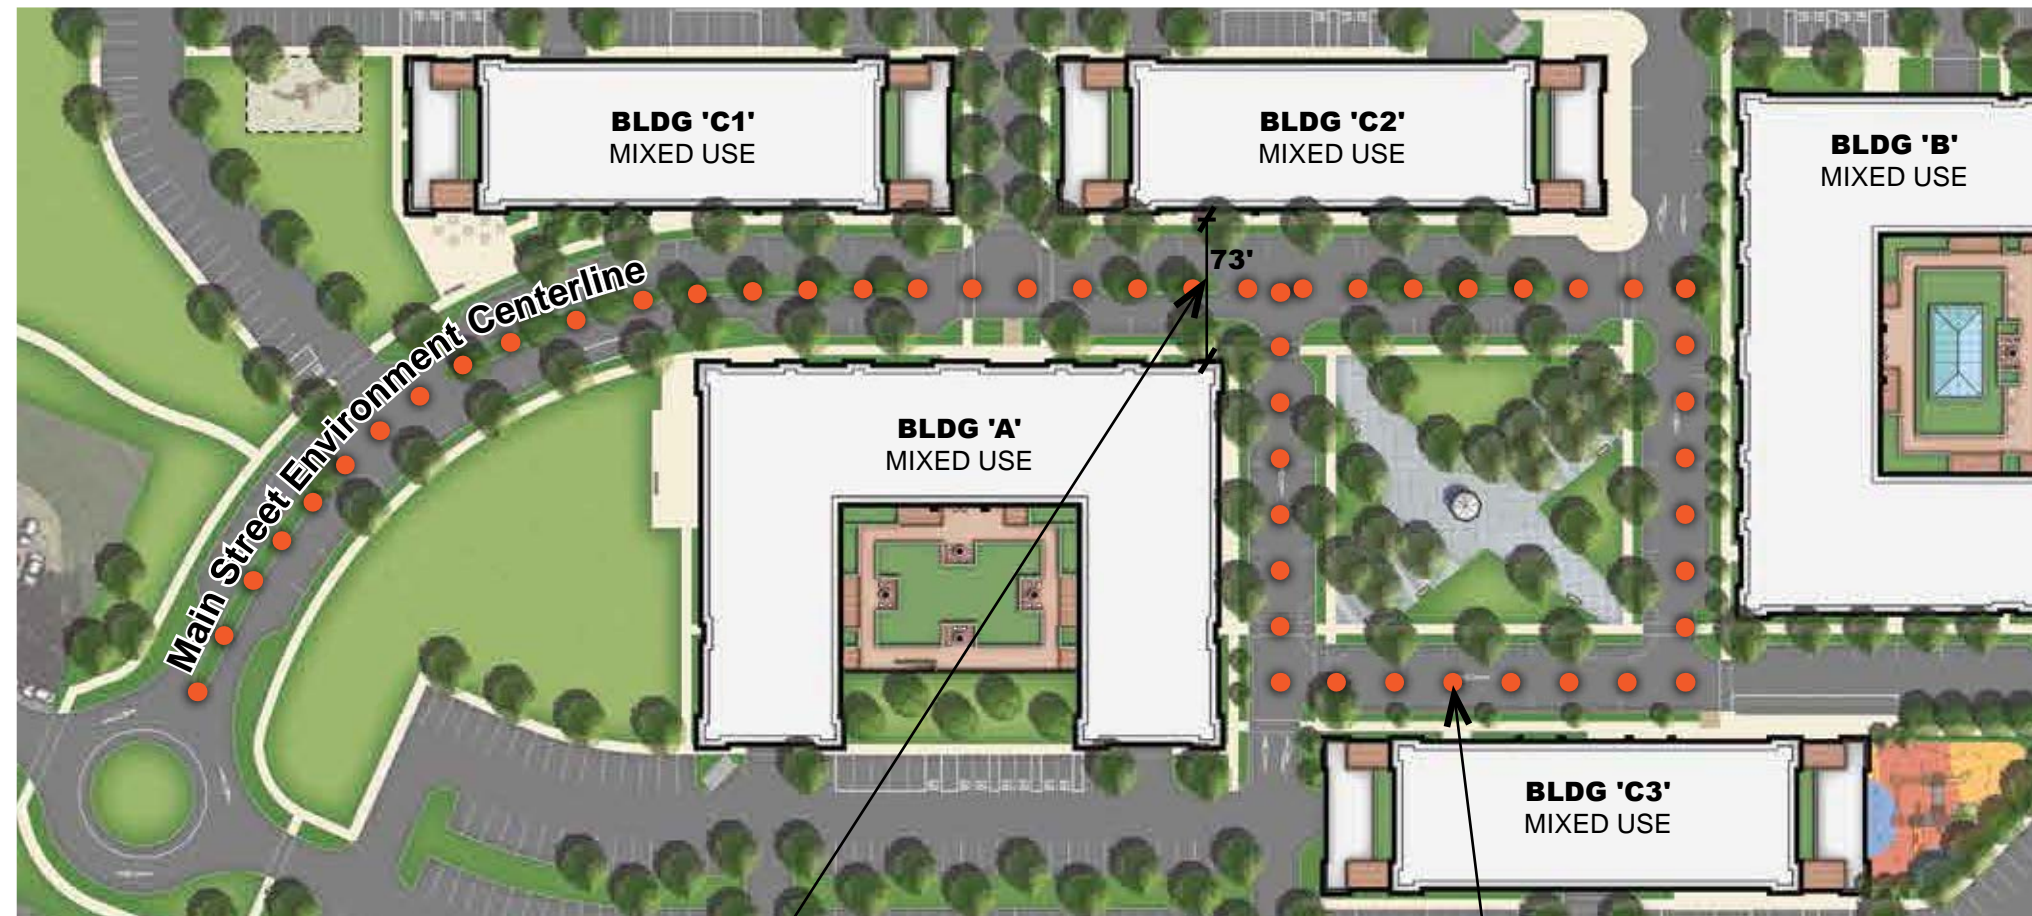 BLDG 'C1'
MIXED USE
BLDG 'C2'
MIXED USE
BLDG 'B'
MIXED USE
73'
Main Street Environment Centerline
BLDG 'A'
MIXED USE
BLDG 'C3'
MIXED USE